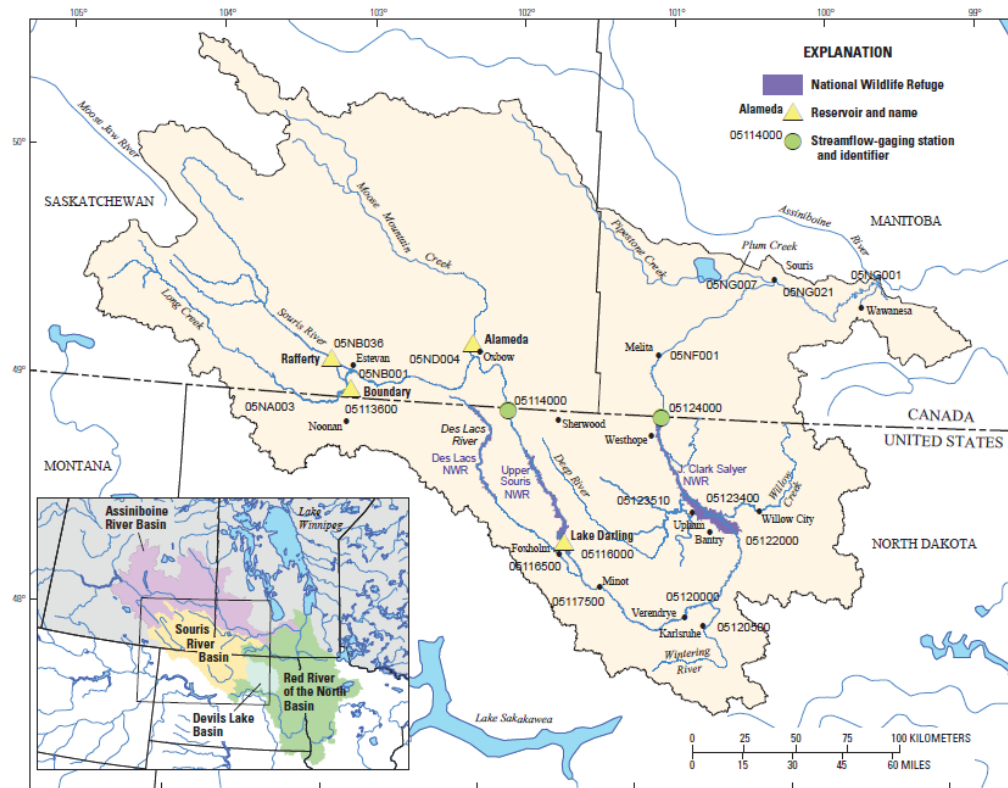 105°
104°
103°
102°
101°
100°
99°
EXPLANATION
National Wildlife Refuge
Alameda
Reservoir and name
05114000
Streamflow-gaging station
and identifier
50°
Moose Jaw River
SASKATCHEWAN
Moose Mountain Creek
Pipestone Creek
Assiniboine River
MANITOBA
Plum Creek
Souris
05NG001
05NG007
05NG021
Wawanesa
Long Creek
Souris River
05NB036
Rafferty
Estevan
05ND004
Alameda
Oxbow
05NB001
Melita
05NF001
49°
Boundary
05NA003
05113600
Noonan
05114000
05124000
CANADA
UNITED STATES
Sherwood
Westhope
Des Lacs
River
Des Lacs
NWR
Upper
Souris
NWR
Deep River
J. Clark Salyer
NWR
MONTANA
05123510
05123400
Willow Creek
Willow City
Upham
Bantry
05122000
NORTH DAKOTA
Lake Darling
Foxholm
05116000
05116500
48°
Minot
05117500
05120000
Verendrye
Karlsruhe
05120500
Wintering
River
Lake Sakakawea
Assiniboine
River Basin
Lake
Winnipeg
Souris
River
Basin
Red River
of the North
Basin
Devils Lake
Basin
0 25 50 75 100 KILOMETERS
0 15 30 45 60 MILES